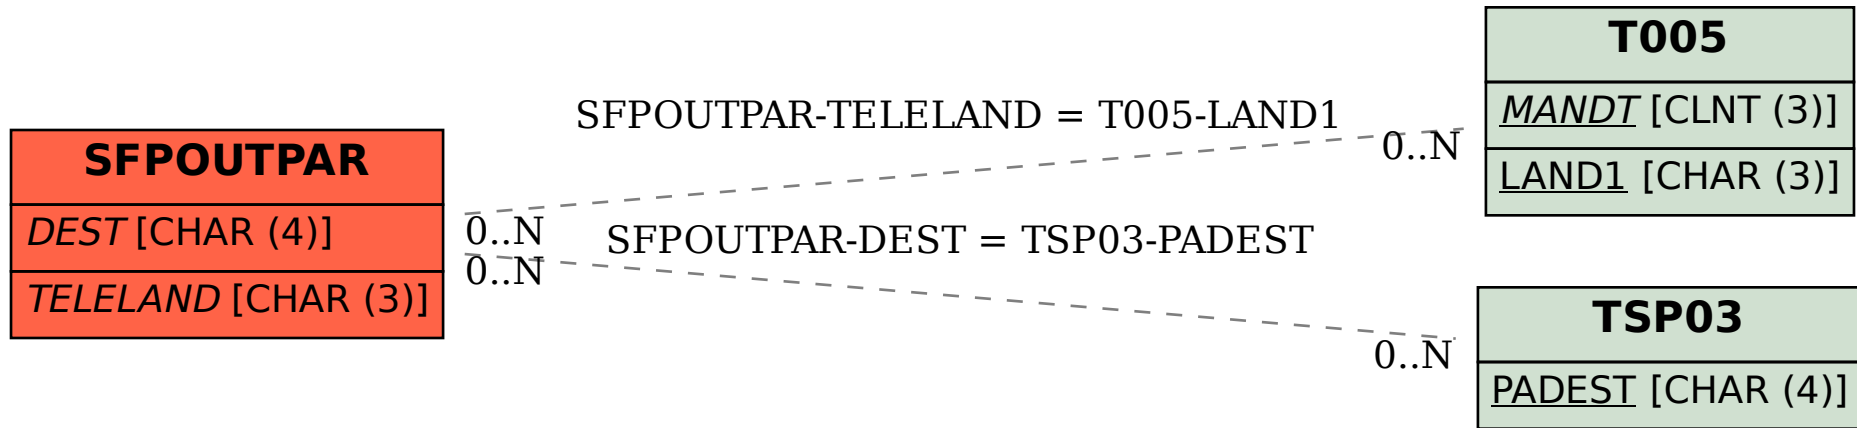 SFPOUTPAR
DEST [CHAR (4)]
TELELAND [CHAR (3)]
SFPOUTPAR-TELELAND = T005-LAND1
0..N
0..N
SFPOUTPAR-DEST = TSP03-PADEST
0..N
0..N
T005
MANDT [CLNT (3)]
LAND1 [CHAR (3)]
TSP03
PADEST [CHAR (4)]